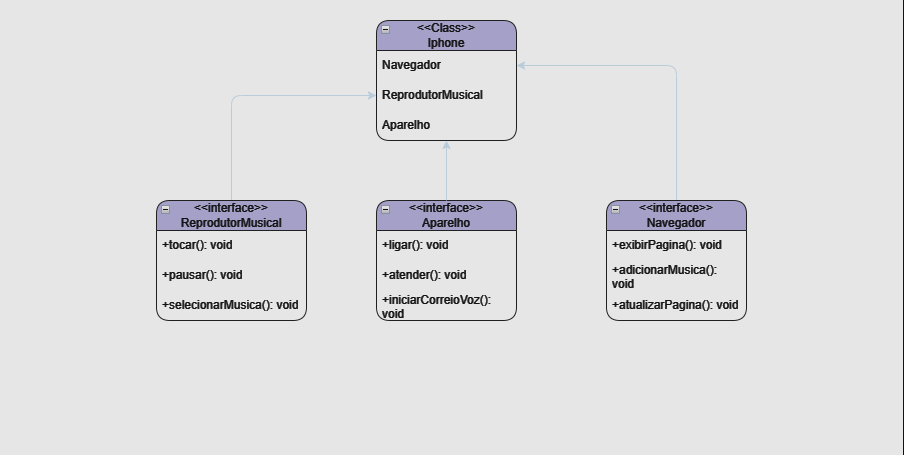 <<Class>>
Iphone
Navegador
ReprodutorMusical
Aparelho
<<interface>>
ReprodutorMusical
+tocar(): void
+pausar(): void
+selecionarMusica(): void
<<interface>>
Aparelho
+ligar(): void
+atender(): void
+iniciarCorreioVoz():
void
<<interface>>
Navegador
+exibirPagina(): void
+adicionarMusica():
void
+atualizarPagina(): void